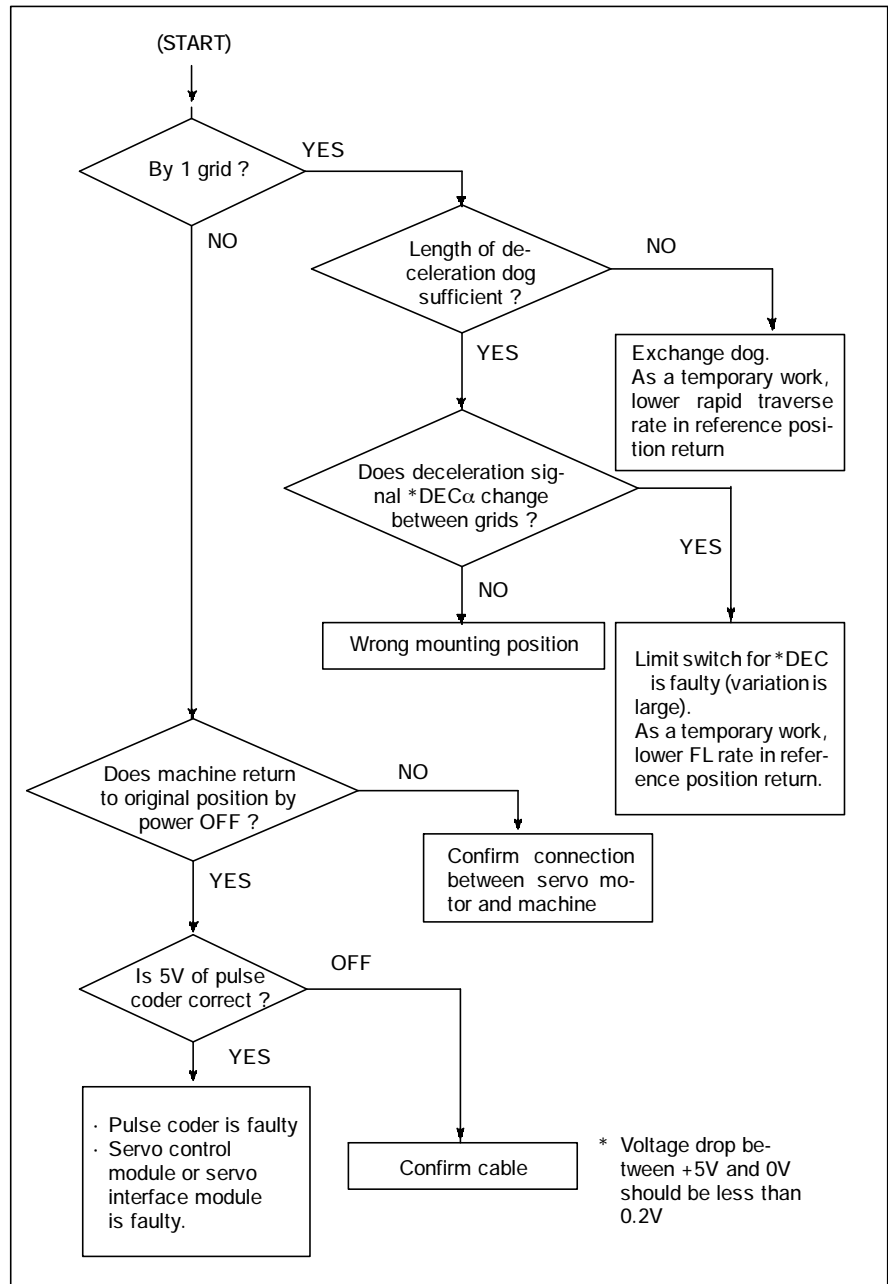 (START)
By 1 grid ?
YES
NO
Length of de-
celeration dog
sufficient ?
NO
YES
Exchange dog.
As a temporary work,
lower rapid traverse
rate in reference posi-
tion return
Does deceleration sig-
nal *DECα change
between grids ?
YES
NO
Wrong mounting position
Limit switch for *DEC
is faulty (variation is
large).
As a temporary work,
lower FL rate in refer-
ence position return.
Does machine return
to original position by
power OFF ?
NO
YES
Confirm connection
between servo mo-
tor and machine
Is 5V of pulse
coder correct ?
OFF
YES
· Pulse coder is faulty
· Servo control
module or servo
interface module
is faulty.
Confirm cable
* Voltage drop be-
tween +5V and 0V
should be less than
0.2V